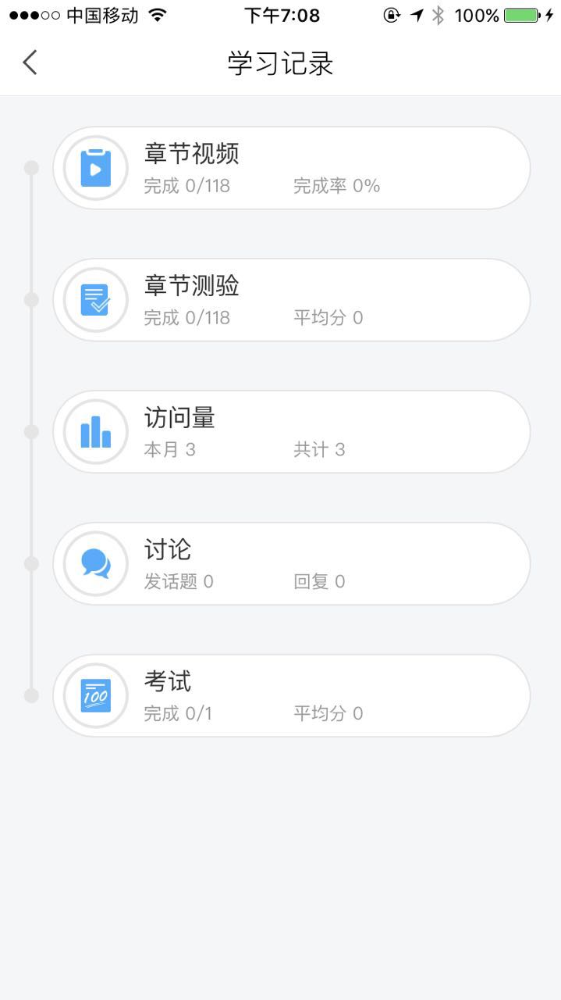 中国移动 下午7:08 100%
学习记录
章节视频
完成 0/118 完成率 0%
章节测验
完成 0/118 平均分 0
访问量
本月 3 共计 3
讨论
发话题 0 回复 0
100
考试
完成 0/1 平均分 0